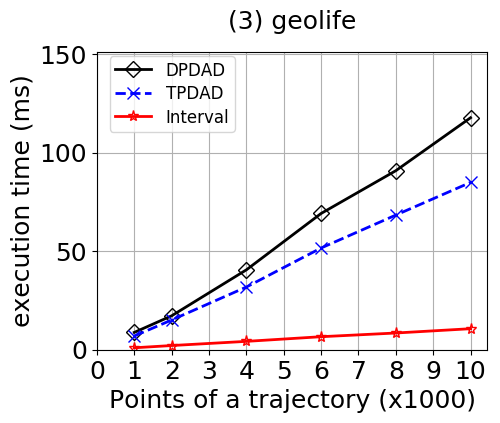 (3) geolife
DPDAD
TPDAD
Interval
150
100
50
0
execution time (ms)
0 1 2 3 4 5 6 7 8 9 10
Points of a trajectory (x1000)